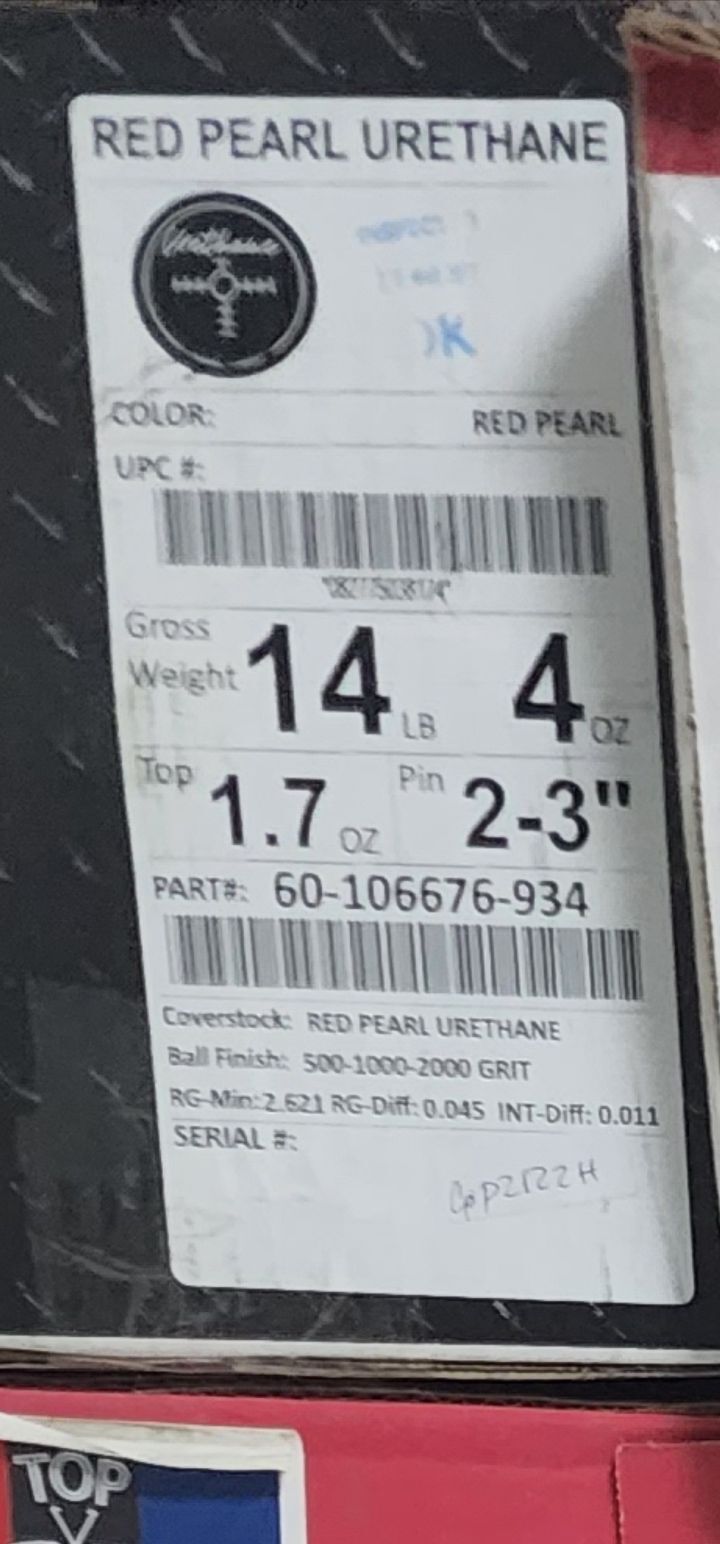 RED PEARL URETHANE
Urethane
COLOR: RED PEARL
UPC #:
Gross
Weight 14 LB 4 OZ
Top 1.7 OZ Pin 2-3"
PART#: 60-106676-934
Coverstock: RED PEARL URETHANE
Ball Finish: 500-1000-2000 GRIT
RG-Min: 2.621 RG-Diff: 0.045 INT-Diff: 0.011
SERIAL #:
TOP